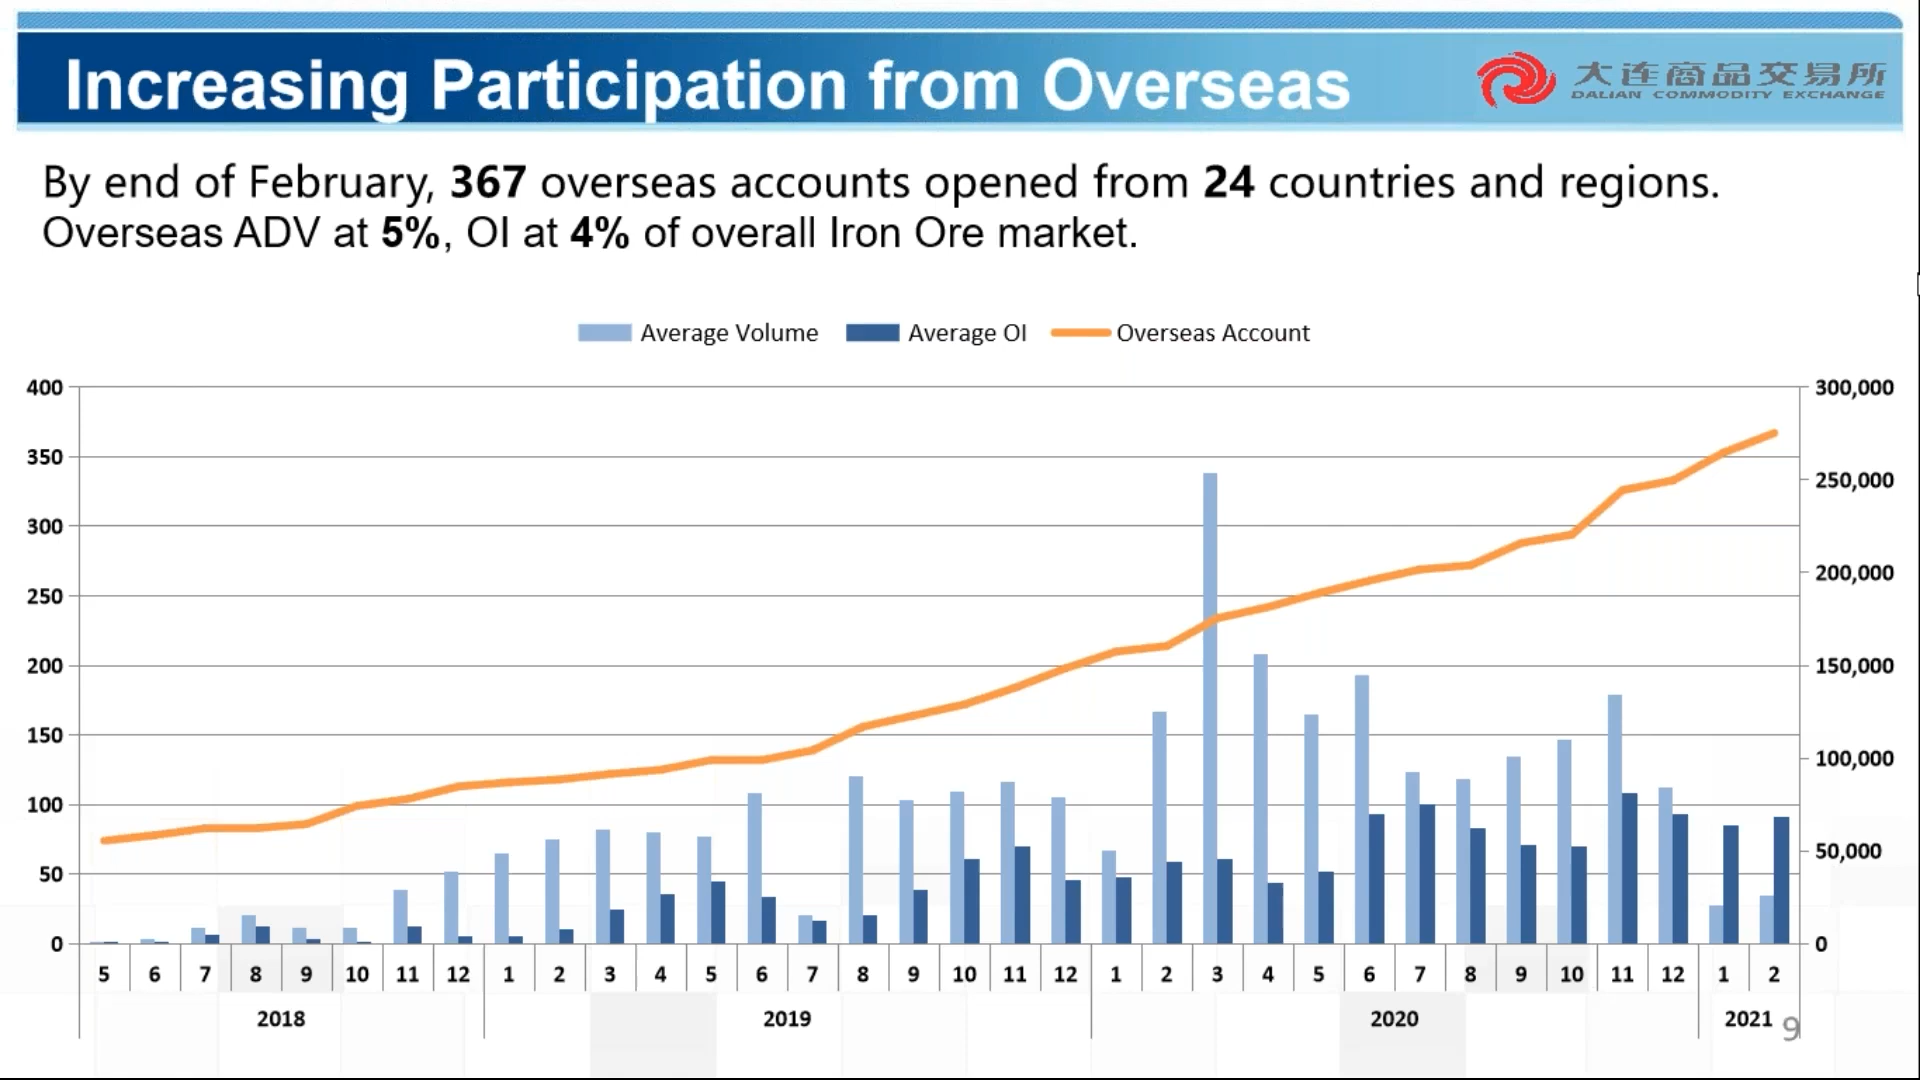 Increasing Participation from Overseas
大连商品交易所
DALIAN COMMODITY EXCHANGE
By end of February, 367 overseas accounts opened from 24 countries and regions.
Overseas ADV at 5%, OI at 4% of overall Iron Ore market.
Average Volume Average OI Overseas Account
400 300,000
350
250,000
300
200,000
250
200 150,000
150
100,000
100
50,000
50
0 0
5 6 7 8 9 10 11 12 1 2 3 4 5 6 7 8 9 10 11 12 1 2 3 4 5 6 7 8 9 10 11 12 1 2
2018 2019 2020 2021
9